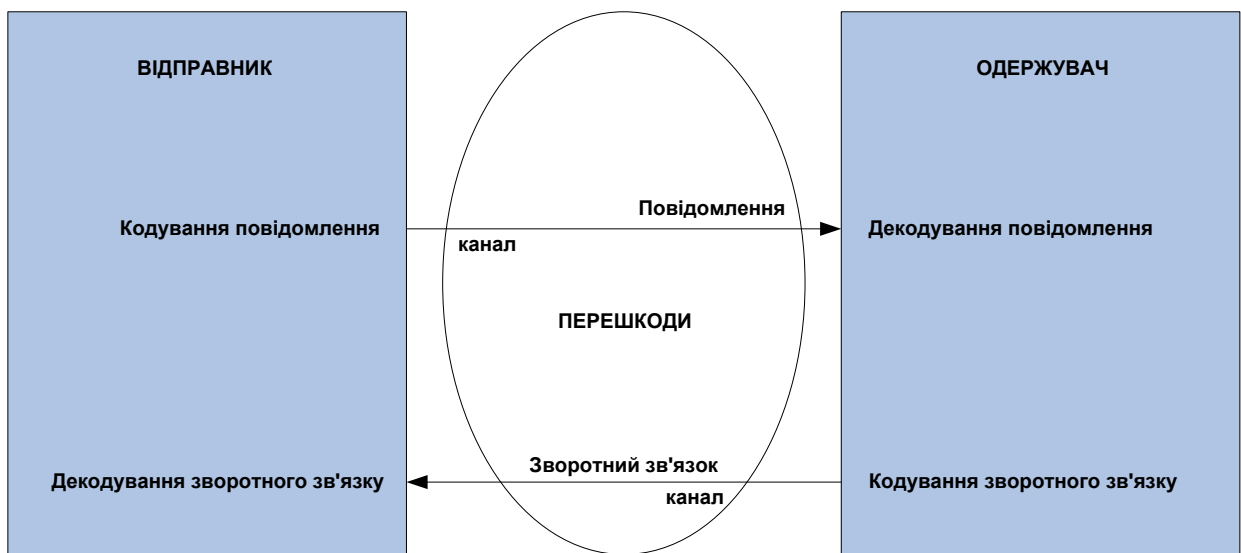 ВІДПРАВНИК
ОДЕРЖУВАЧ
Повідомлення
Кодування повідомлення
Декодування повідомлення
канал
ПЕРЕШКОДИ
Зворотний зв'язок
Декодування зворотного зв'язку
Кодування зворотного зв'язку
канал